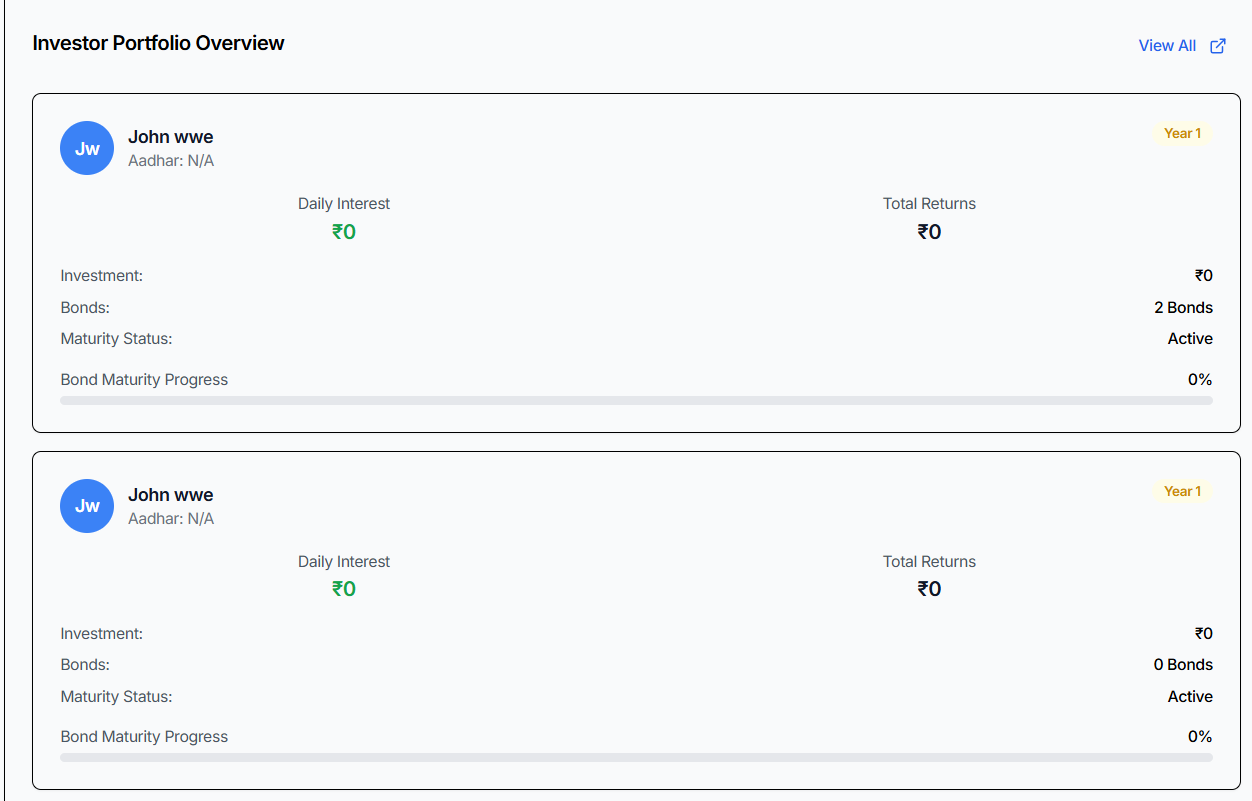 Investor Portfolio Overview
View All
Jw
John wwe
Year 1
Aadhar: N/A
Daily Interest
Total Returns
₹0
₹0
Investment:
₹0
Bonds:
2 Bonds
Maturity Status:
Active
Bond Maturity Progress
0%
Jw
John wwe
Year 1
Aadhar: N/A
Daily Interest
Total Returns
₹0
₹0
Investment:
₹0
Bonds:
0 Bonds
Maturity Status:
Active
Bond Maturity Progress
0%